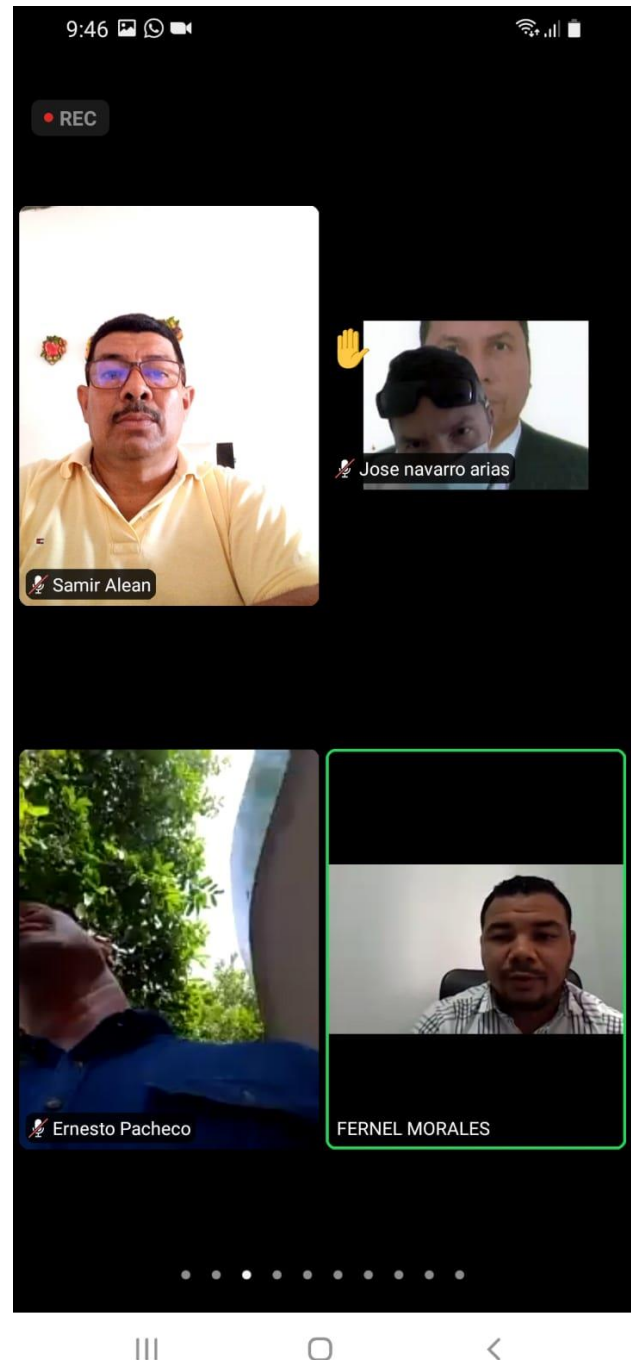 9:46
REC
Jose navarro arias
Samir Alean
Ernesto Pacheco
FERNEL MORALES